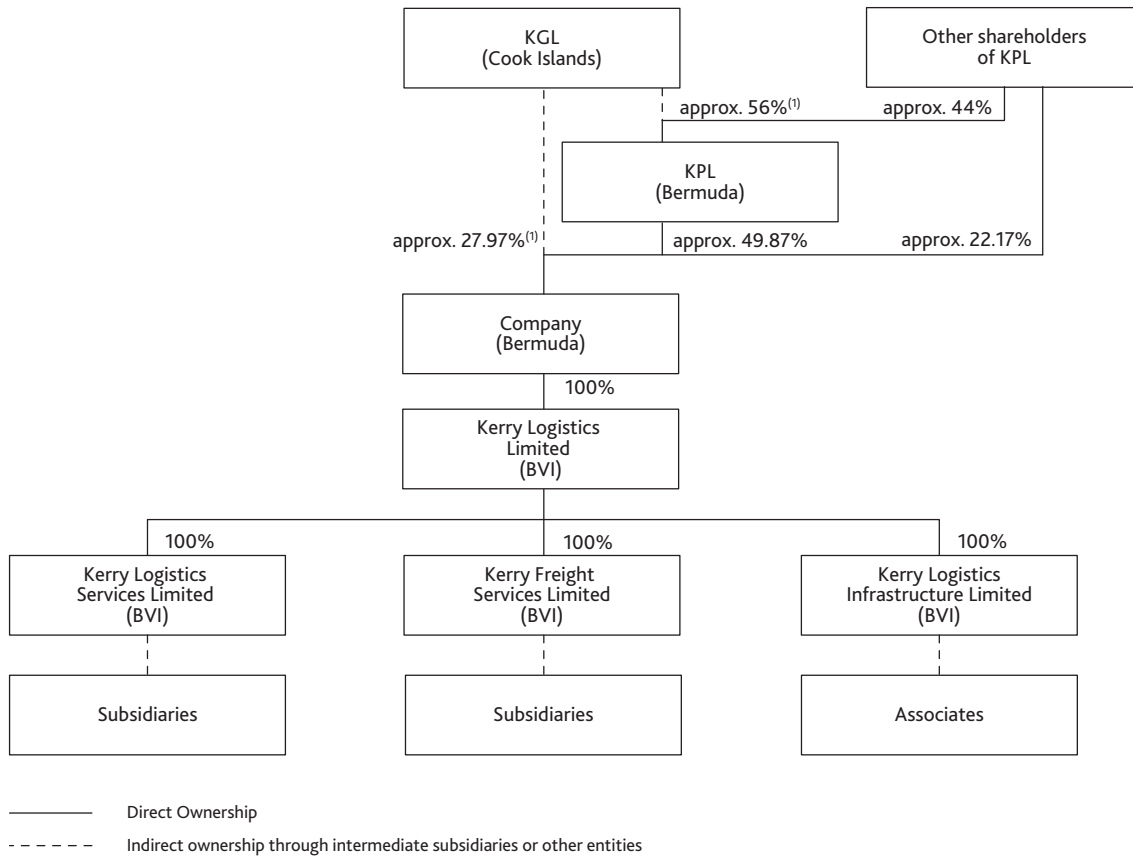 KGL
(Cook Islands)
Other shareholders
of KPL
approx. 56%(1)
approx. 44%
KPL
(Bermuda)
approx. 27.97%(1)
approx. 49.87%
approx. 22.17%
Company
(Bermuda)
100%
Kerry Logistics
Limited
(BVI)
100%
100%
100%
Kerry Logistics
Services Limited
(BVI)
Kerry Freight
Services Limited
(BVI)
Kerry Logistics
Infrastructure Limited
(BVI)
Subsidiaries
Subsidiaries
Associates
Direct Ownership
Indirect ownership through intermediate subsidiaries or other entities